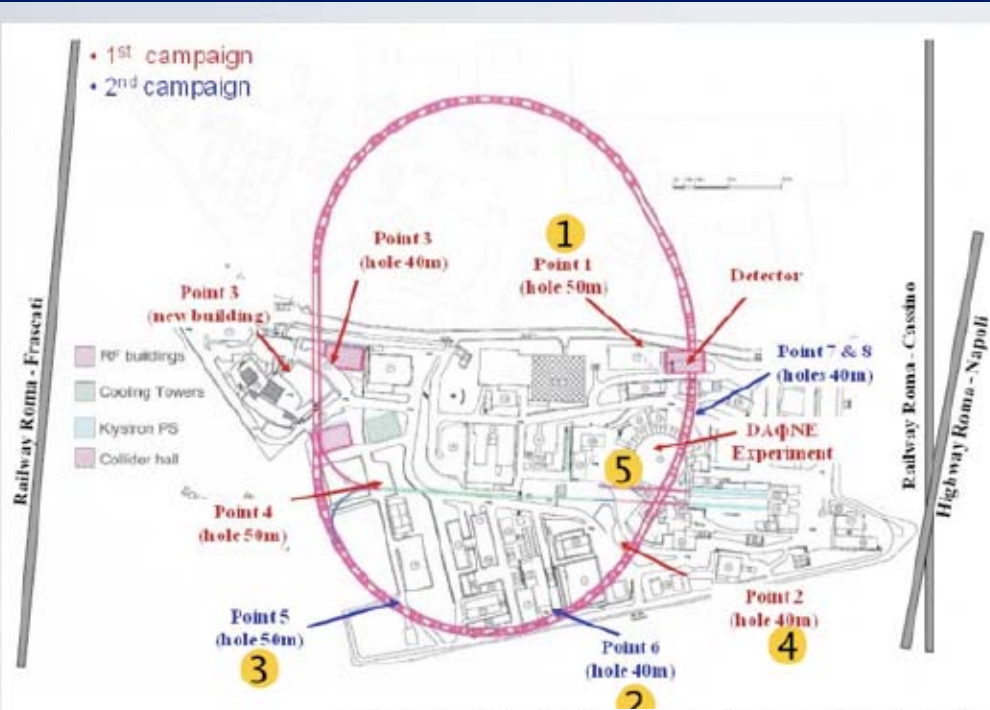 • 1st campaign
• 2nd campaign
1
Point 3
(hole 40m)
Point 1
(hole 50m)
Detector
Point 3
(new building)
RF buildings
Cooling Towers
Klystron PS
Collider hall
Point 7 & 8
(holes 40m)
DAΦNE
Experiment
5
Point 4
(hole 50m)
Point 5
(hole 50m)
3
Point 6
(hole 40m)
2
Point 2
(hole 40m)
4
Railway Roma - Frascati
Railway Roma - Cassino
Highway Roma - Napoli